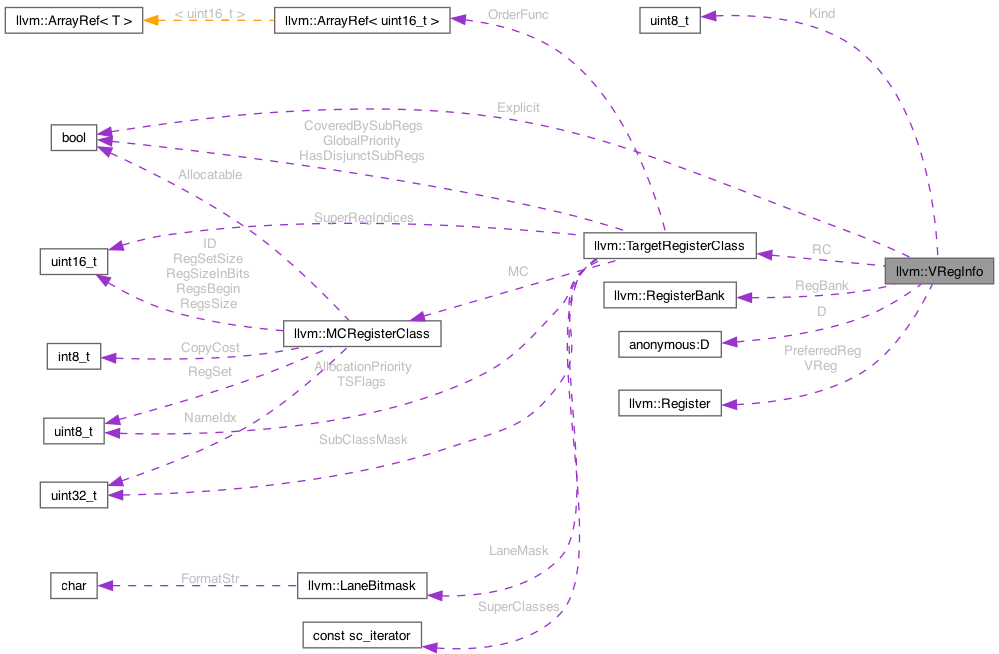 llvm::ArrayRef< T >
< uint16_t >
llvm::ArrayRef< uint16_t >
OrderFunc
uint8_t
Kind
bool
Explicit
CoveredBySubRegs
GlobalPriority
HasDisjunctSubRegs
Allocatable
SuperRegIndices
uint16_t
ID
RegSetSize
RegSizeInBits
RegsBegin
RegsSize
llvm::TargetRegisterClass
RC
llvm::VRegInfo
MC
llvm::RegisterBank
RegBank
D
llvm::MCRegisterClass
anonymous:D
int8_t
CopyCost
RegSet
AllocationPriority
TSFlags
PreferredReg
VReg
llvm::Register
uint8_t
NameIdx
SubClassMask
uint32_t
LaneMask
char
FormatStr
llvm::LaneBitmask
SuperClasses
const sc_iterator